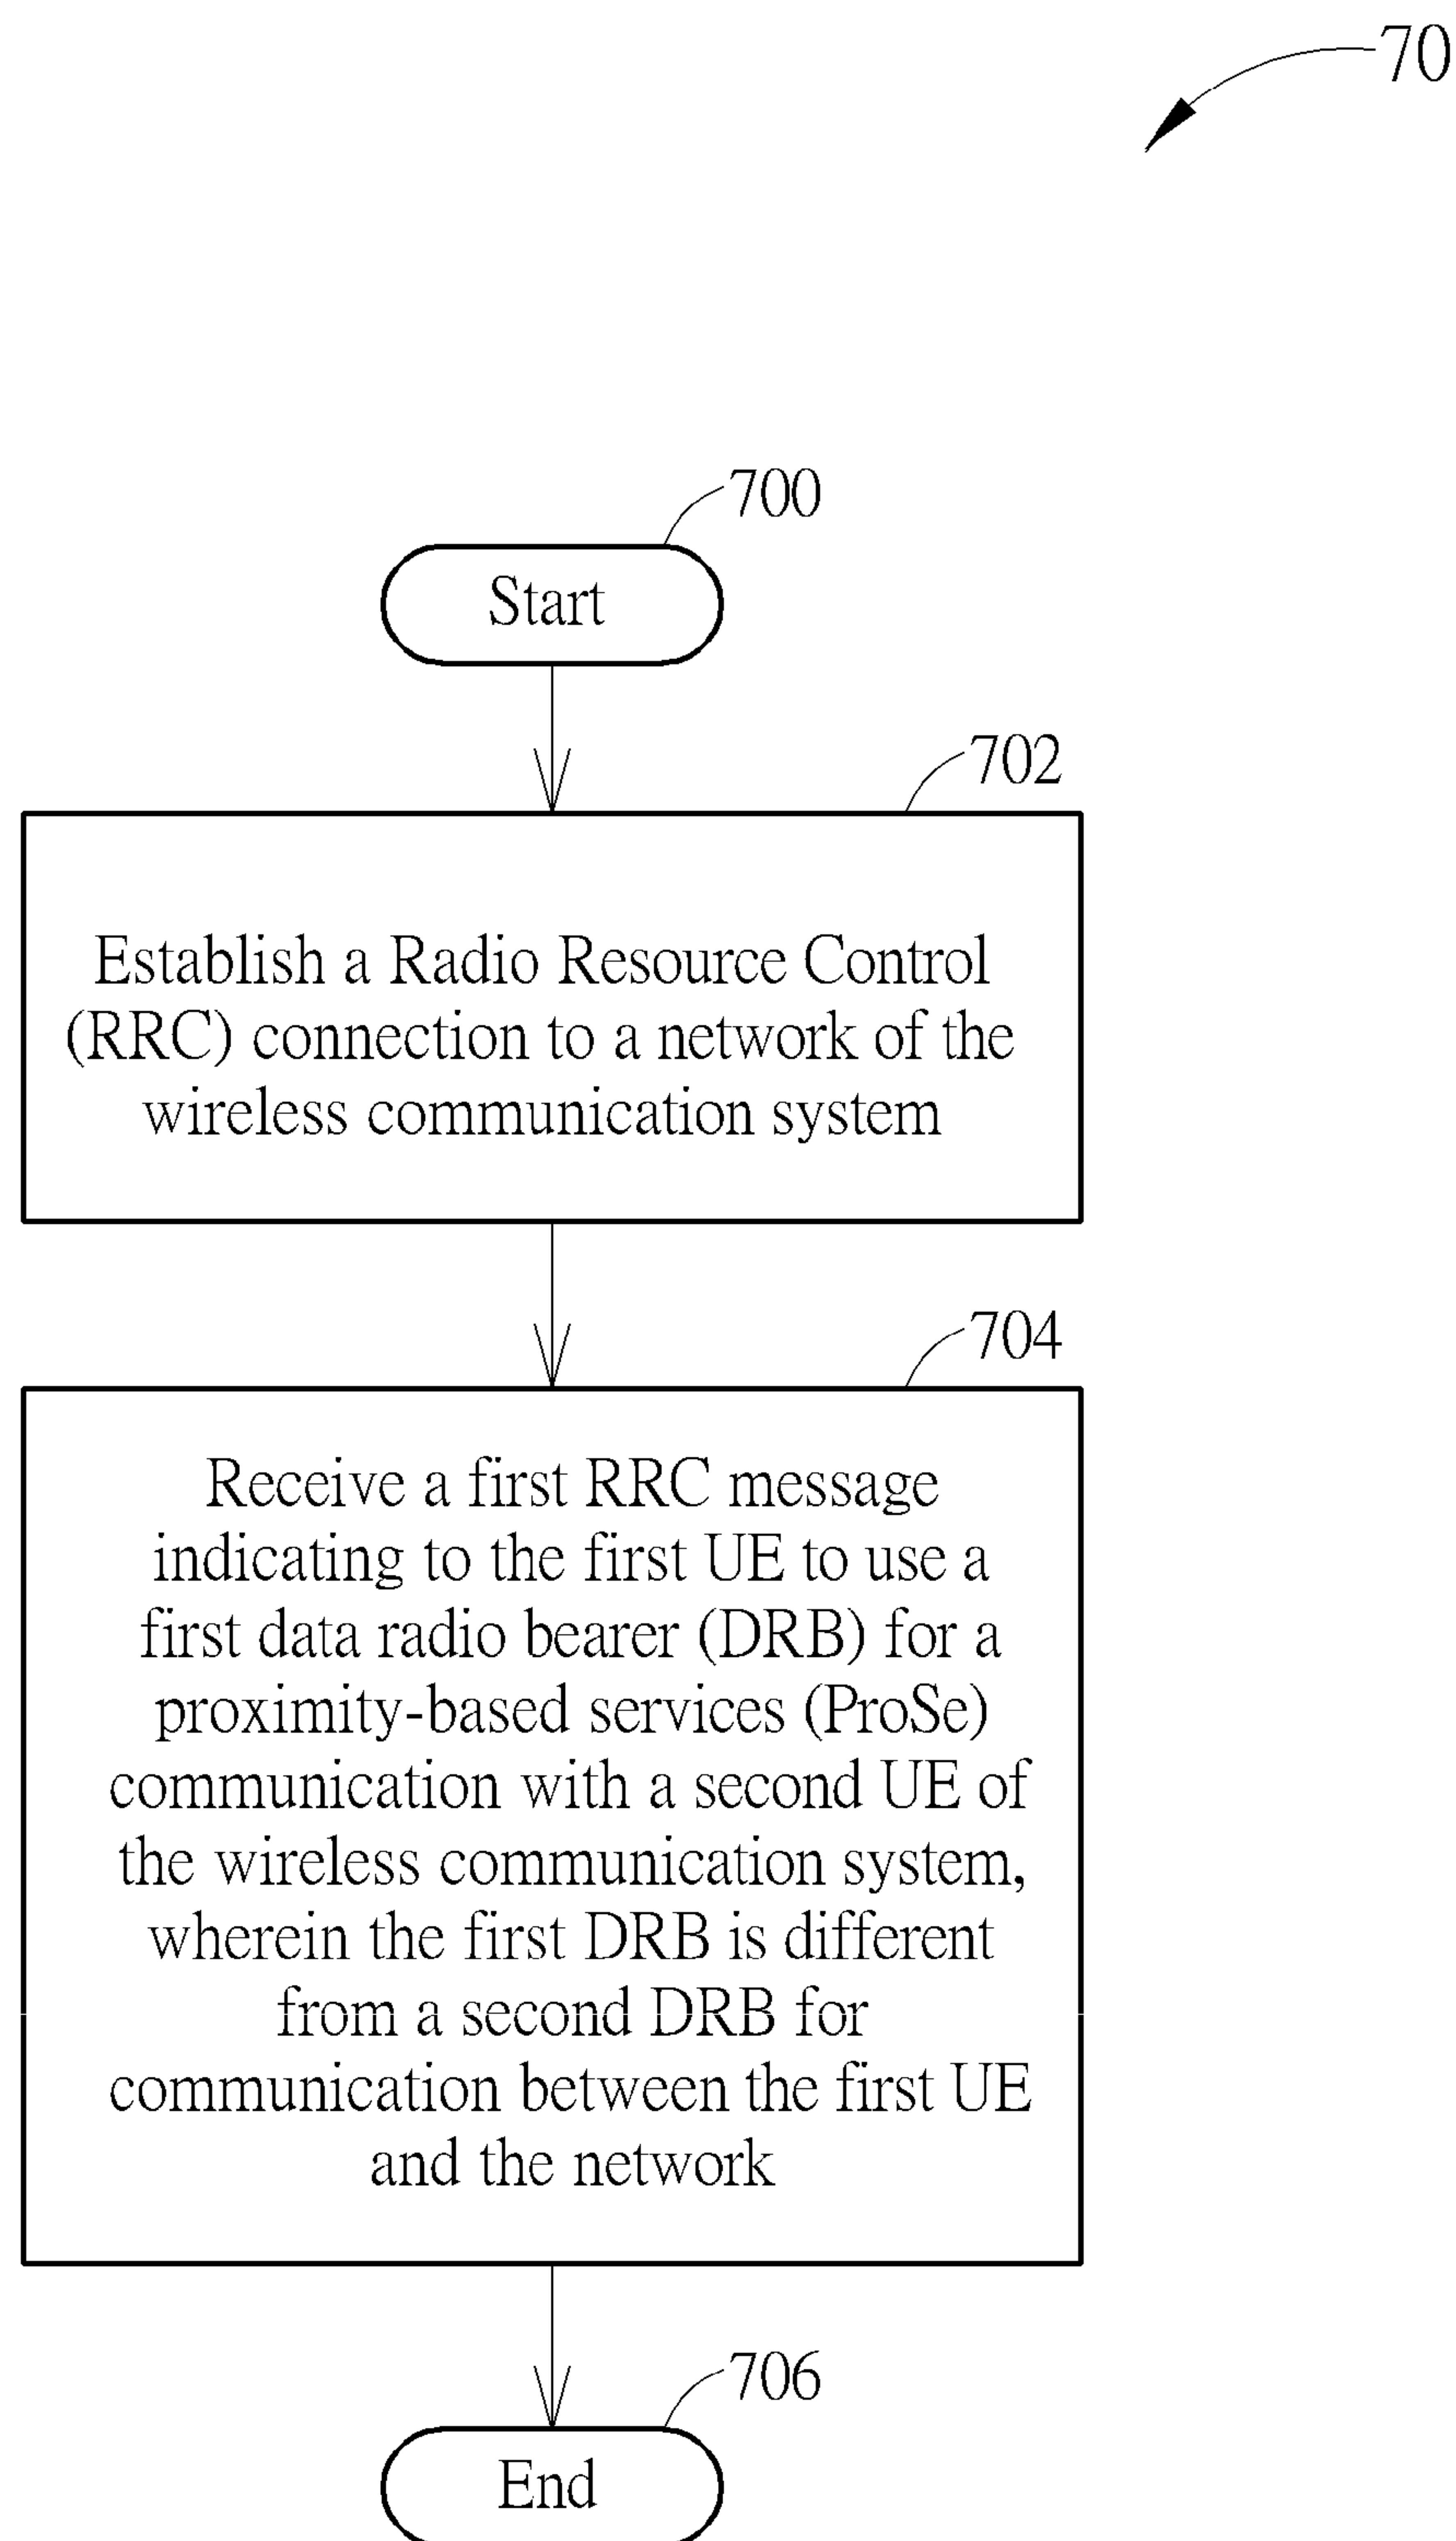 70
700
Start
702
Establish a Radio Resource Control
(RRC) connection to a network of the
wireless communication system
704
Receive a first RRC message
indicating to the first UE to use a
first data radio bearer (DRB) for a
proximity-based services (ProSe)
communication with a second UE of
the wireless communication system,
wherein the first DRB is different
from a second DRB for
communication between the first UE
and the network
706
End